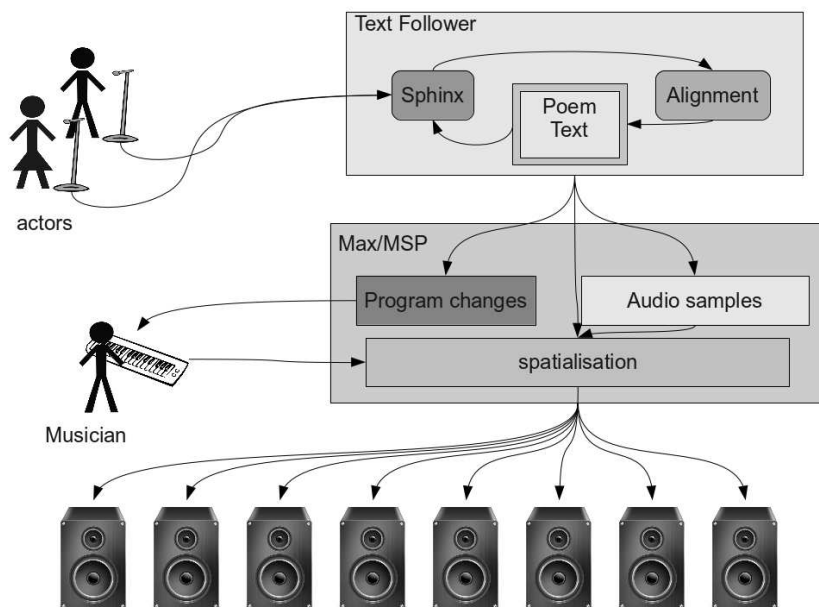 Text Follower
Sphinx
Poem
Text
Alignment
actors
Max/MSP
Program changes
Audio samples
spatialisation
Musician